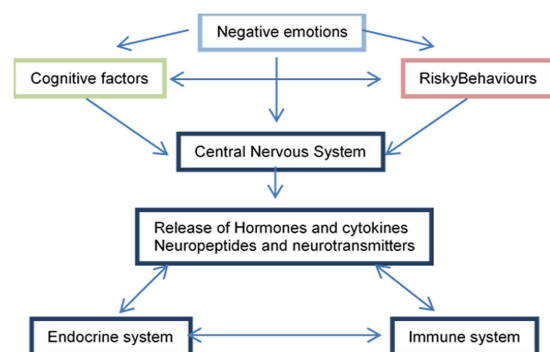 Negative emotions
Cognitive factors
RiskyBehaviours
Central Nervous System
Release of Hormones and cytokines
Neuropeptides and neurotransmitters
Endocrine system
Immune system